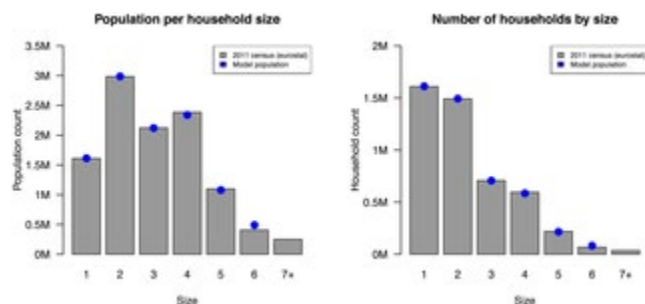 Population per household size
3.5M
3M
2.5M
2M
1.5M
1M
0.5M
0M
Population count
2011 census (eurostat)
Model population
1 2 3 4 5 6 7+
Size
Number of households by size
2M
1.5M
1M
0.5M
0M
Household count
2011 census (eurostat)
Model population
1 2 3 4 5 6 7+
Size